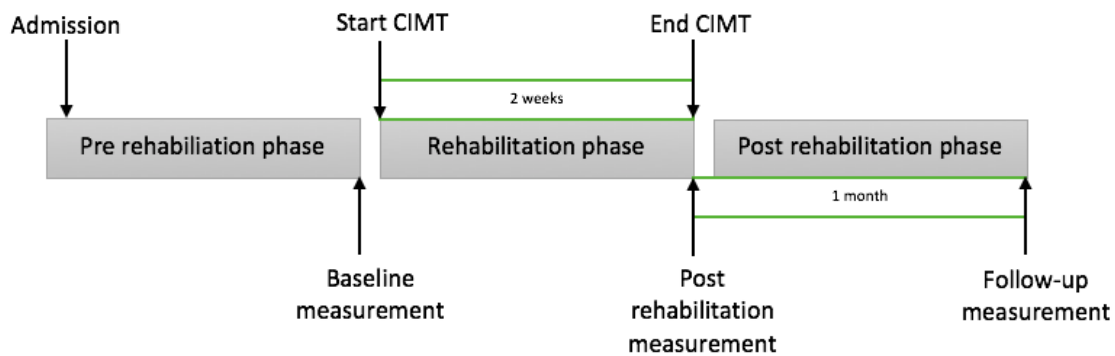 Admission
Start CIMT
End CIMT
2 weeks
Pre rehabiliation phase
Rehabilitation phase
Post rehabilitation phase
1 month
Baseline
measurement
Post
rehabilitation
measurement
Follow-up
measurement